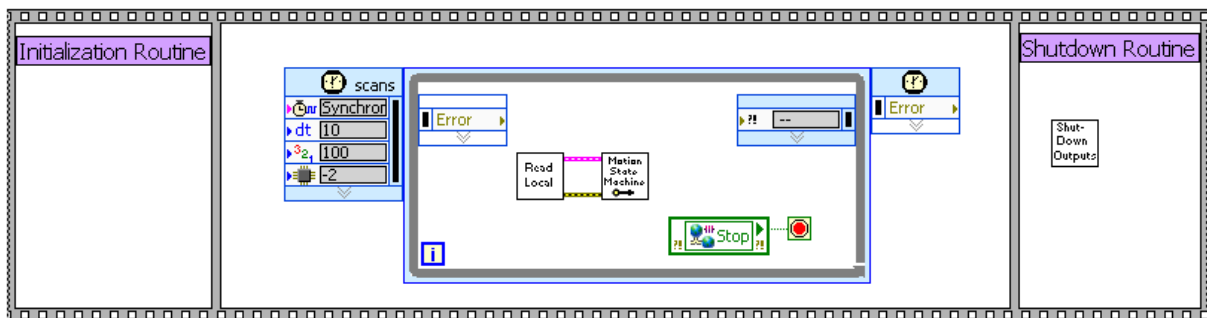 Initialization Routine
scans
Synchror
dt 10
321 100
-2
Error
Read
Local
Motion
State
Machine
?! --
?! Stop ?!
i
Error
Shutdown Routine
Shut-
Down
Outputs